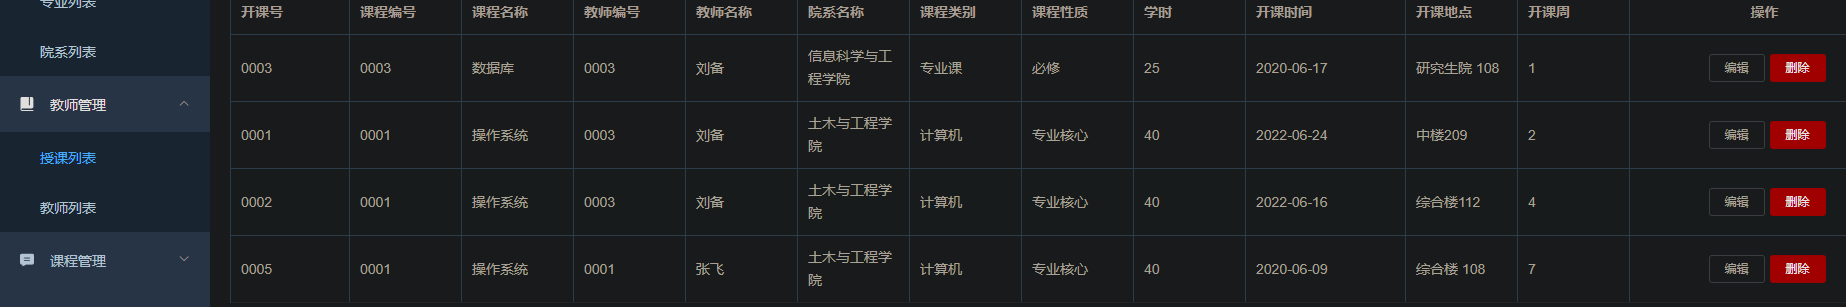 专业列表
院系列表
教师管理
授课列表
教师列表
课程管理
开课号 课程编号 课程名称 教师编号 教师名称 院系名称 课程类别 课程性质 学时 开课时间 开课地点 开课周 操作
0003 0003 数据库 0003 刘备 信息科学与工 专业课 必修 25 2020-06-17 研究生院 108 1 编辑 删除
程学院
0001 0001 操作系统 0003 刘备 土木与工程学 计算机 专业核心 40 2022-06-24 中楼209 2 编辑 删除
院
0002 0001 操作系统 0003 刘备 土木与工程学 计算机 专业核心 40 2022-06-16 综合楼112 4 编辑 删除
院
0005 0001 操作系统 0001 张飞 土木与工程学 计算机 专业核心 40 2020-06-09 综合楼 108 7 编辑 删除
院